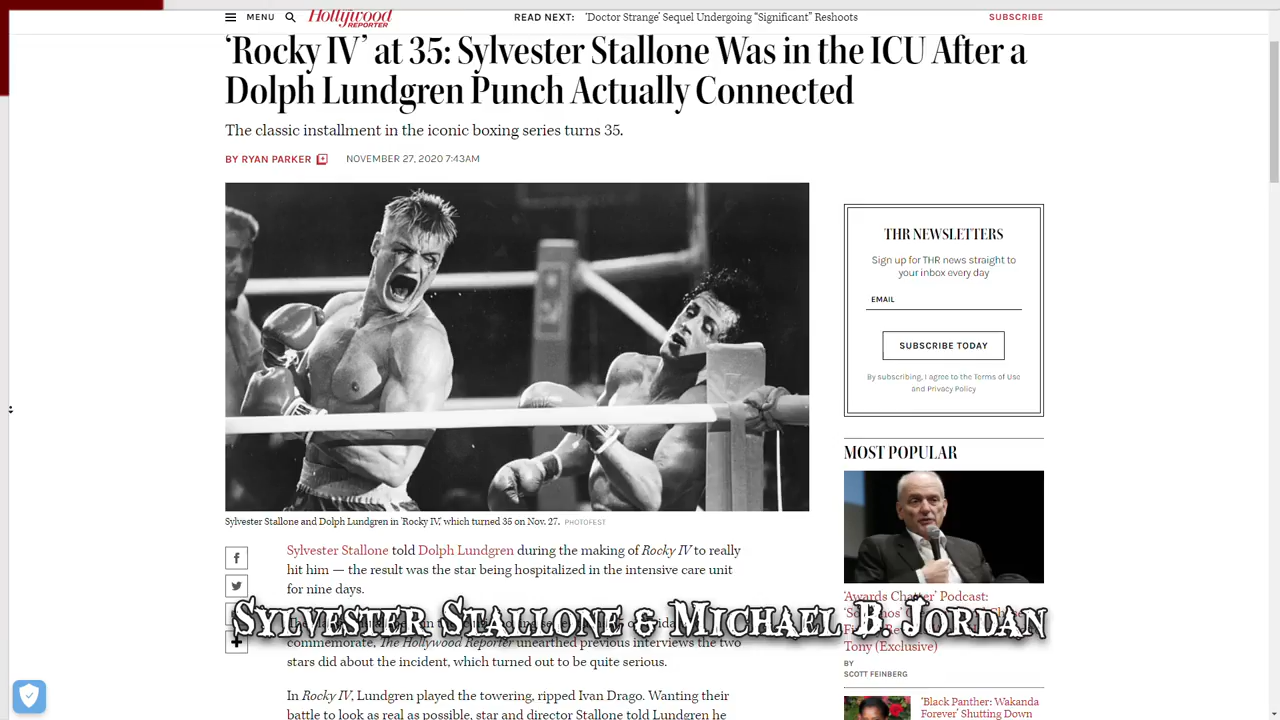 MENU
Hollywood
REPORTER
READ NEXT: 'Doctor Strange' Sequel Undergoing "Significant" Reshoots
SUBSCRIBE
'Rocky IV' at 35: Sylvester Stallone Was in the ICU After a
Dolph Lundgren Punch Actually Connected
The classic installment in the iconic boxing series turns 35.
BY RYAN PARKER
NOVEMBER 27, 2020 7:43AM
Sylvester Stallone and Dolph Lundgren in 'Rocky IV,' which turned 35 on Nov. 27. PHOTOFEST
Sylvester Stallone told Dolph Lundgren during the making of Rocky IV to really
hit him — the result was the star being hospitalized in the intensive care unit
for nine days.
commemorate, The Hollywood Reporter unearthed previous interviews the two
stars did about the incident, which turned out to be quite serious.
In Rocky IV, Lundgren played the towering, ripped Ivan Drago. Wanting their
battle to look as real as possible, star and director Stallone told Lundgren he
SYLVESTER STALLONE & MICHAEL B. JORDAN
THR NEWSLETTERS
Sign up for THR news straight to
your inbox every day
EMAIL
SUBSCRIBE TODAY
By subscribing, I agree to the Terms of Use
and Privacy Policy
MOST POPULAR
'Awards Chatter' Podcast:
Tony (Exclusive)
BY
SCOTT FEINBERG
'Black Panther: Wakanda
Forever' Shutting Down